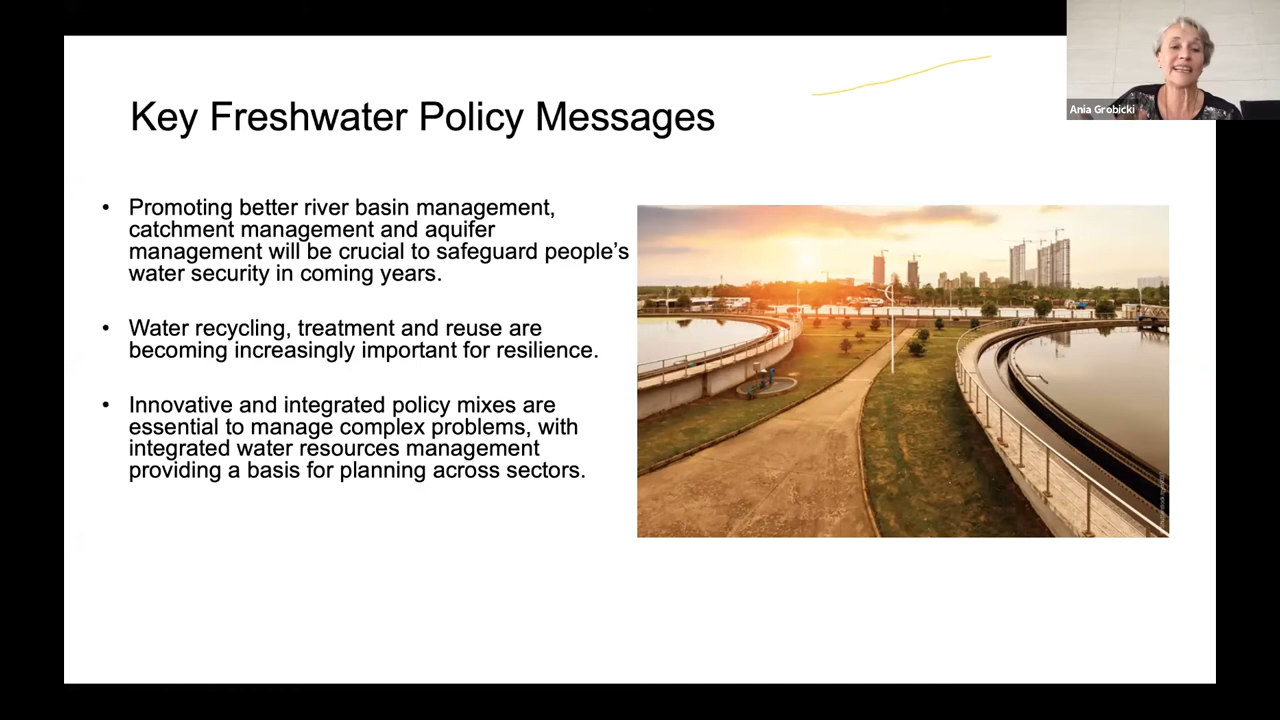 Ania Grobicki
Key Freshwater Policy Messages
• Promoting better river basin management,
catchment management and aquifer
management will be crucial to safeguard people’s
water security in coming years.
• Water recycling, treatment and reuse are
becoming increasingly important for resilience.
• Innovative and integrated policy mixes are
essential to manage complex problems, with
integrated water resources management
providing a basis for planning across sectors.